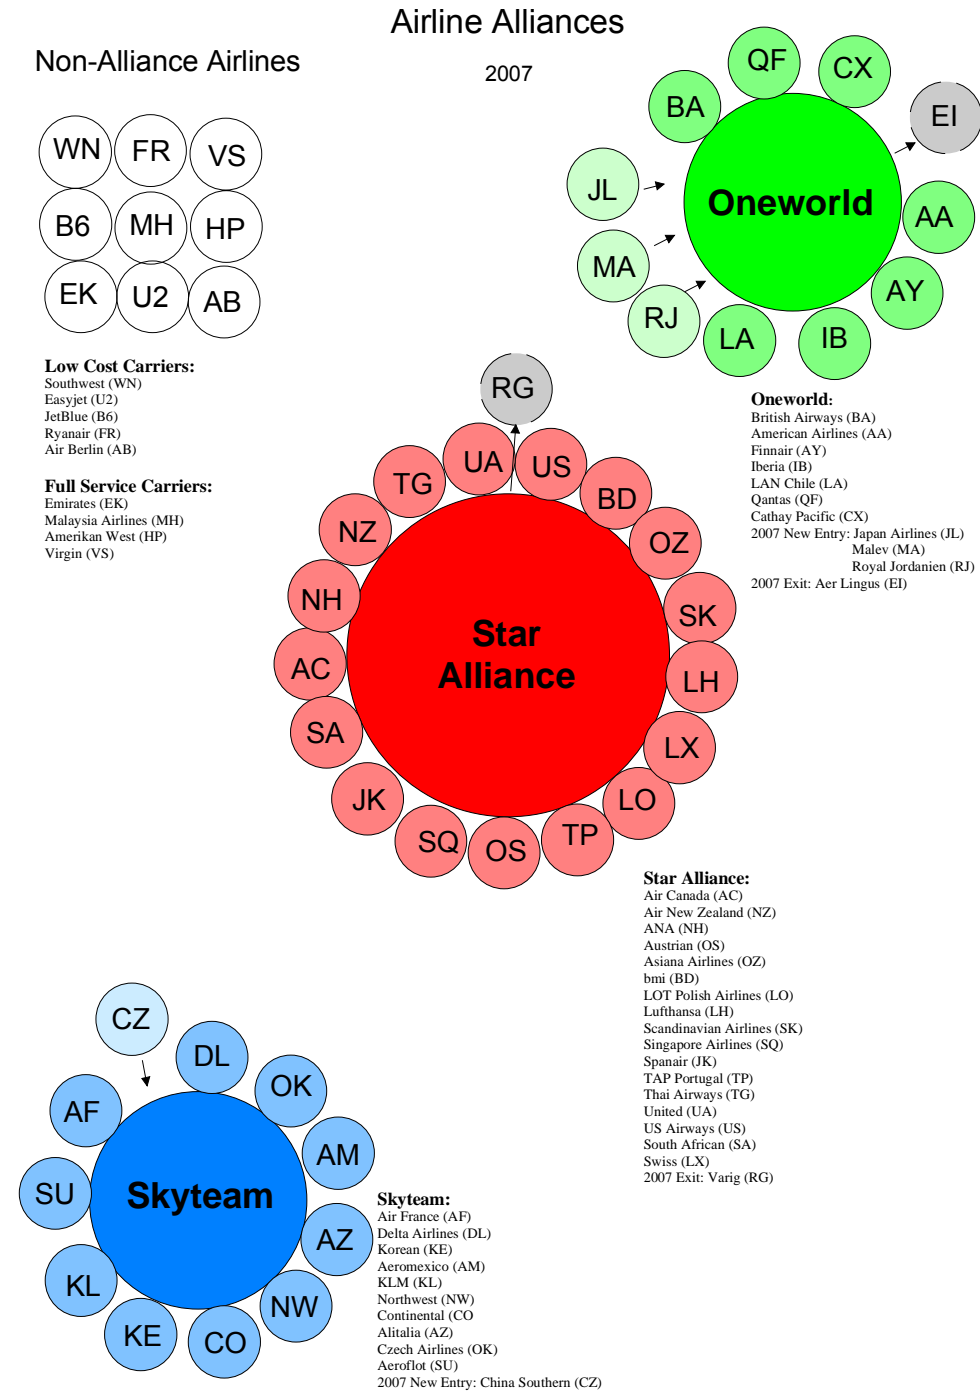 Airline Alliances
2007
Non-Alliance Airlines
WN
FR
VS
B6
MH
HP
EK
U2
AB
Low Cost Carriers:
Southwest (WN)
Easyjet (U2)
JetBlue (B6)
Ryanair (FR)
Air Berlin (AB)
Full Service Carriers:
Emirates (EK)
Malaysia Airlines (MH)
Amerikan West (HP)
Virgin (VS)
QF
CX
BA
EI
JL
Oneworld
AA
MA
AY
RJ
LA
IB
Oneworld:
British Airways (BA)
American Airlines (AA)
Finnair (AY)
Iberia (IB)
LAN Chile (LA)
Qantas (QF)
Cathay Pacific (CX)
2007 New Entry: Japan Airlines (JL)
Malev (MA)
Royal Jordanien (RJ)
2007 Exit: Aer Lingus (EI)
RG
UA
US
TG
BD
NZ
OZ
NH
SK
Star
Alliance
AC
LH
SA
LX
JK
LO
SQ
OS
TP
Star Alliance:
Air Canada (AC)
Air New Zealand (NZ)
ANA (NH)
Austrian (OS)
Asiana Airlines (OZ)
bmi (BD)
LOT Polish Airlines (LO)
Lufthansa (LH)
Scandinavian Airlines (SK)
Singapore Airlines (SQ)
Spanair (JK)
TAP Portugal (TP)
Thai Airways (TG)
United (UA)
US Airways (US)
South African (SA)
Swiss (LX)
2007 Exit: Varig (RG)
CZ
DL
OK
AF
AM
SU
Skyteam
AZ
KL
NW
KE
CO
Skyteam:
Air France (AF)
Delta Airlines (DL)
Korean (KE)
Aeromexico (AM)
KLM (KL)
Northwest (NW)
Continental (CO
Alitalia (AZ)
Czech Airlines (OK)
Aeroflot (SU)
2007 New Entry: China Southern (CZ)